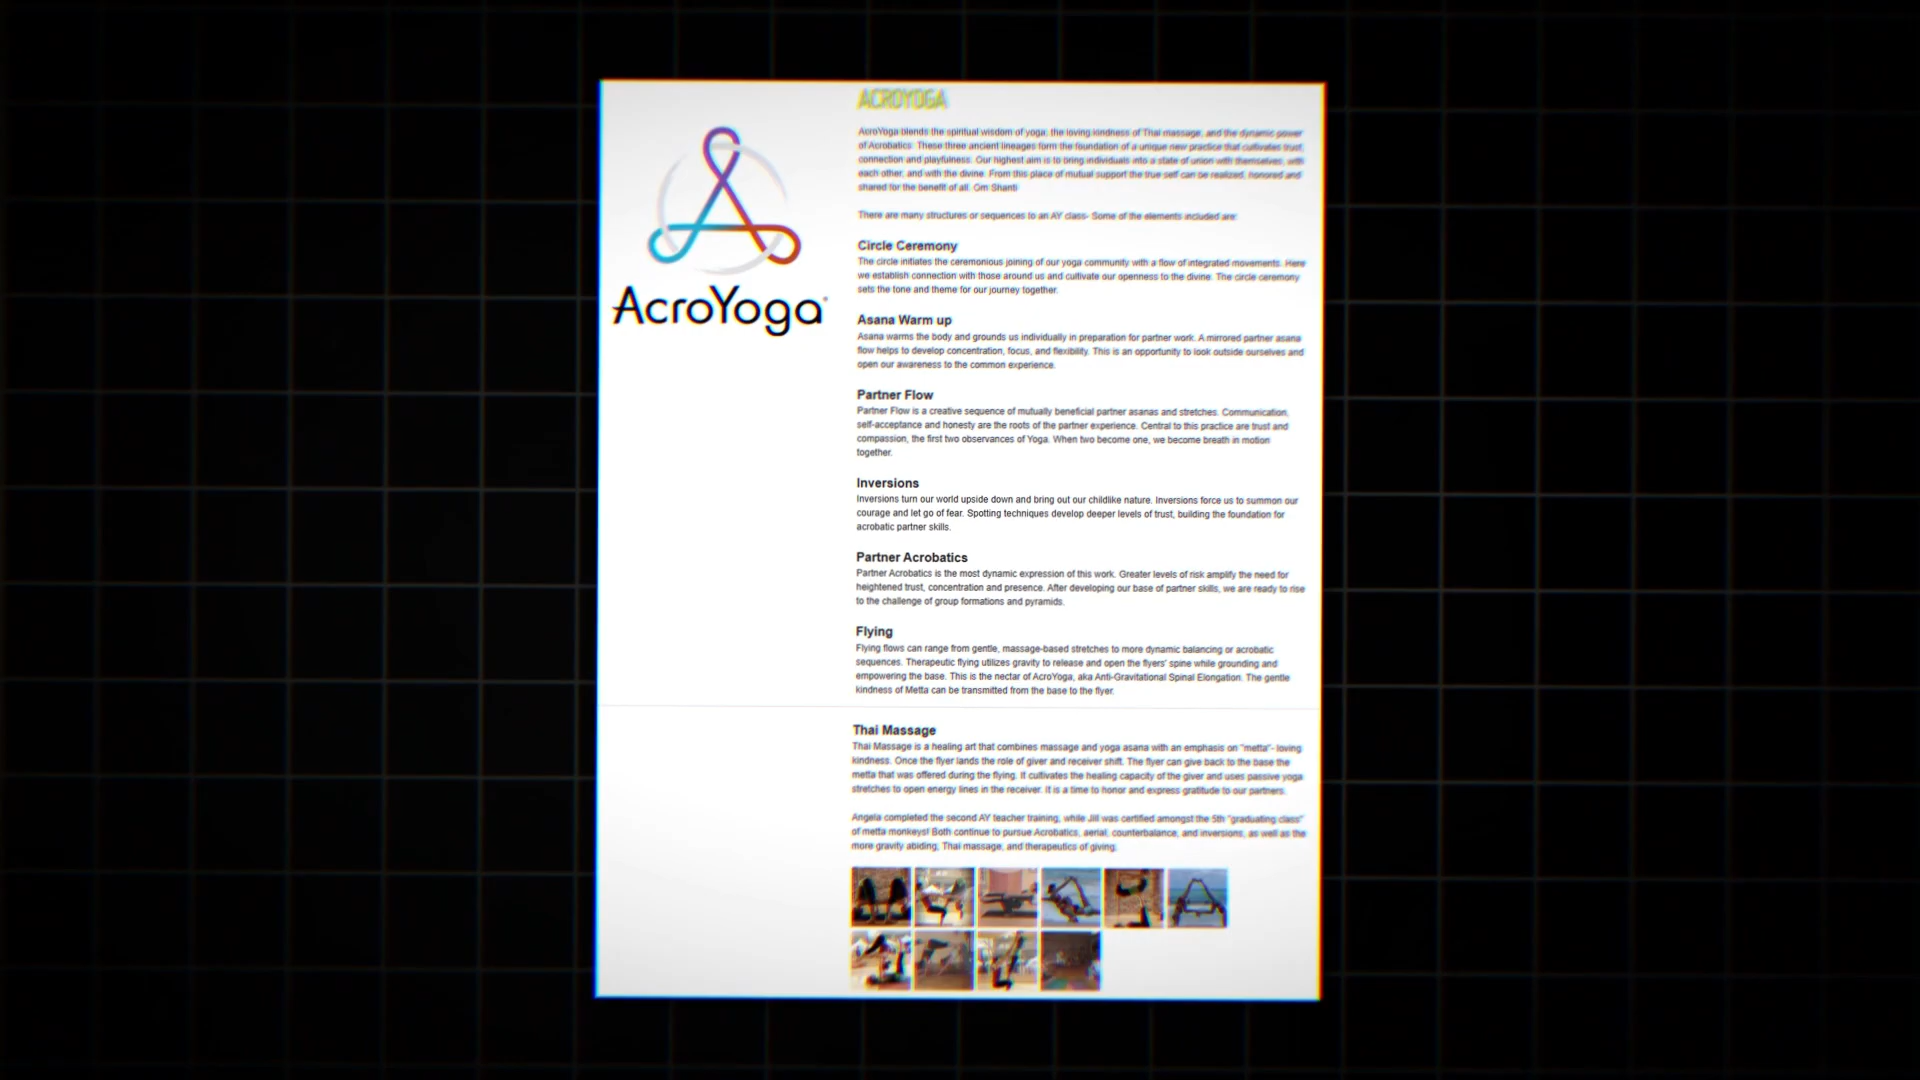 AcroYoga®
ACROYOGA
AcroYoga blends the spiritual wisdom of yoga, the loving kindness of Thai massage, and the dynamic power
of Acrobatics. These three ancient lineages form the foundation of a unique new practice that cultivates trust,
connection and playfulness. Our highest aim is to bring individuals into a state of union with themselves, with
each other, and with the divine. From this place of mutual support the true self can be realized, honored and
shared for the benefit of all. Om Shanti
There are many structures or sequences to an AY class- Some of the elements included are:
Circle Ceremony
The circle initiates the ceremonious joining of our yoga community with a flow of integrated movements. Here
we establish connection with those around us and cultivate our openness to the divine. The circle ceremony
sets the tone and theme for our journey together.
Asana Warm up
Asana warms the body and grounds us individually in preparation for partner work. A mirrored partner asana
flow helps to develop concentration, focus, and flexibility. This is an opportunity to look outside ourselves and
open our awareness to the common experience.
Partner Flow
Partner Flow is a creative sequence of mutually beneficial partner asanas and stretches. Communication,
self-acceptance and honesty are the roots of the partner experience. Central to this practice are trust and
compassion, the first two observances of Yoga. When two become one, we become breath in motion
together.
Inversions
Inversions turn our world upside down and bring out our childlike nature. Inversions force us to summon our
courage and let go of fear. Spotting techniques develop deeper levels of trust, building the foundation for
acrobatic partner skills.
Partner Acrobatics
Partner Acrobatics is the most dynamic expression of this work. Greater levels of risk amplify the need for
heightened trust, concentration and presence. After developing our base of partner skills, we are ready to rise
to the challenge of group formations and pyramids.
Flying
Flying flows can range from gentle, massage-based stretches to more dynamic balancing or acrobatic
sequences. Therapeutic flying utilizes gravity to release and open the flyers' spine while grounding and
empowering the base. This is the nectar of AcroYoga, aka Anti-Gravitational Spinal Elongation. The gentle
kindness of Metta can be transmitted from the base to the flyer.
Thai Massage
Thai Massage is a healing art that combines massage and yoga asana with an emphasis on "metta"- loving
kindness. Once the flyer lands the role of giver and receiver shift. The flyer can give back to the base the
metta that was offered during the flying. It cultivates the healing capacity of the giver and uses passive yoga
stretches to open energy lines in the receiver. It is a time to honor and express gratitude to our partners.
Angela completed the second AY teacher training, while Jill was certified amongst the 5th "graduating class"
of metta monkeys! Both continue to pursue Acrobatics, aerial, counterbalance, and inversions, as well as the
more gravity abiding, Thai massage, and therapeutics of giving.